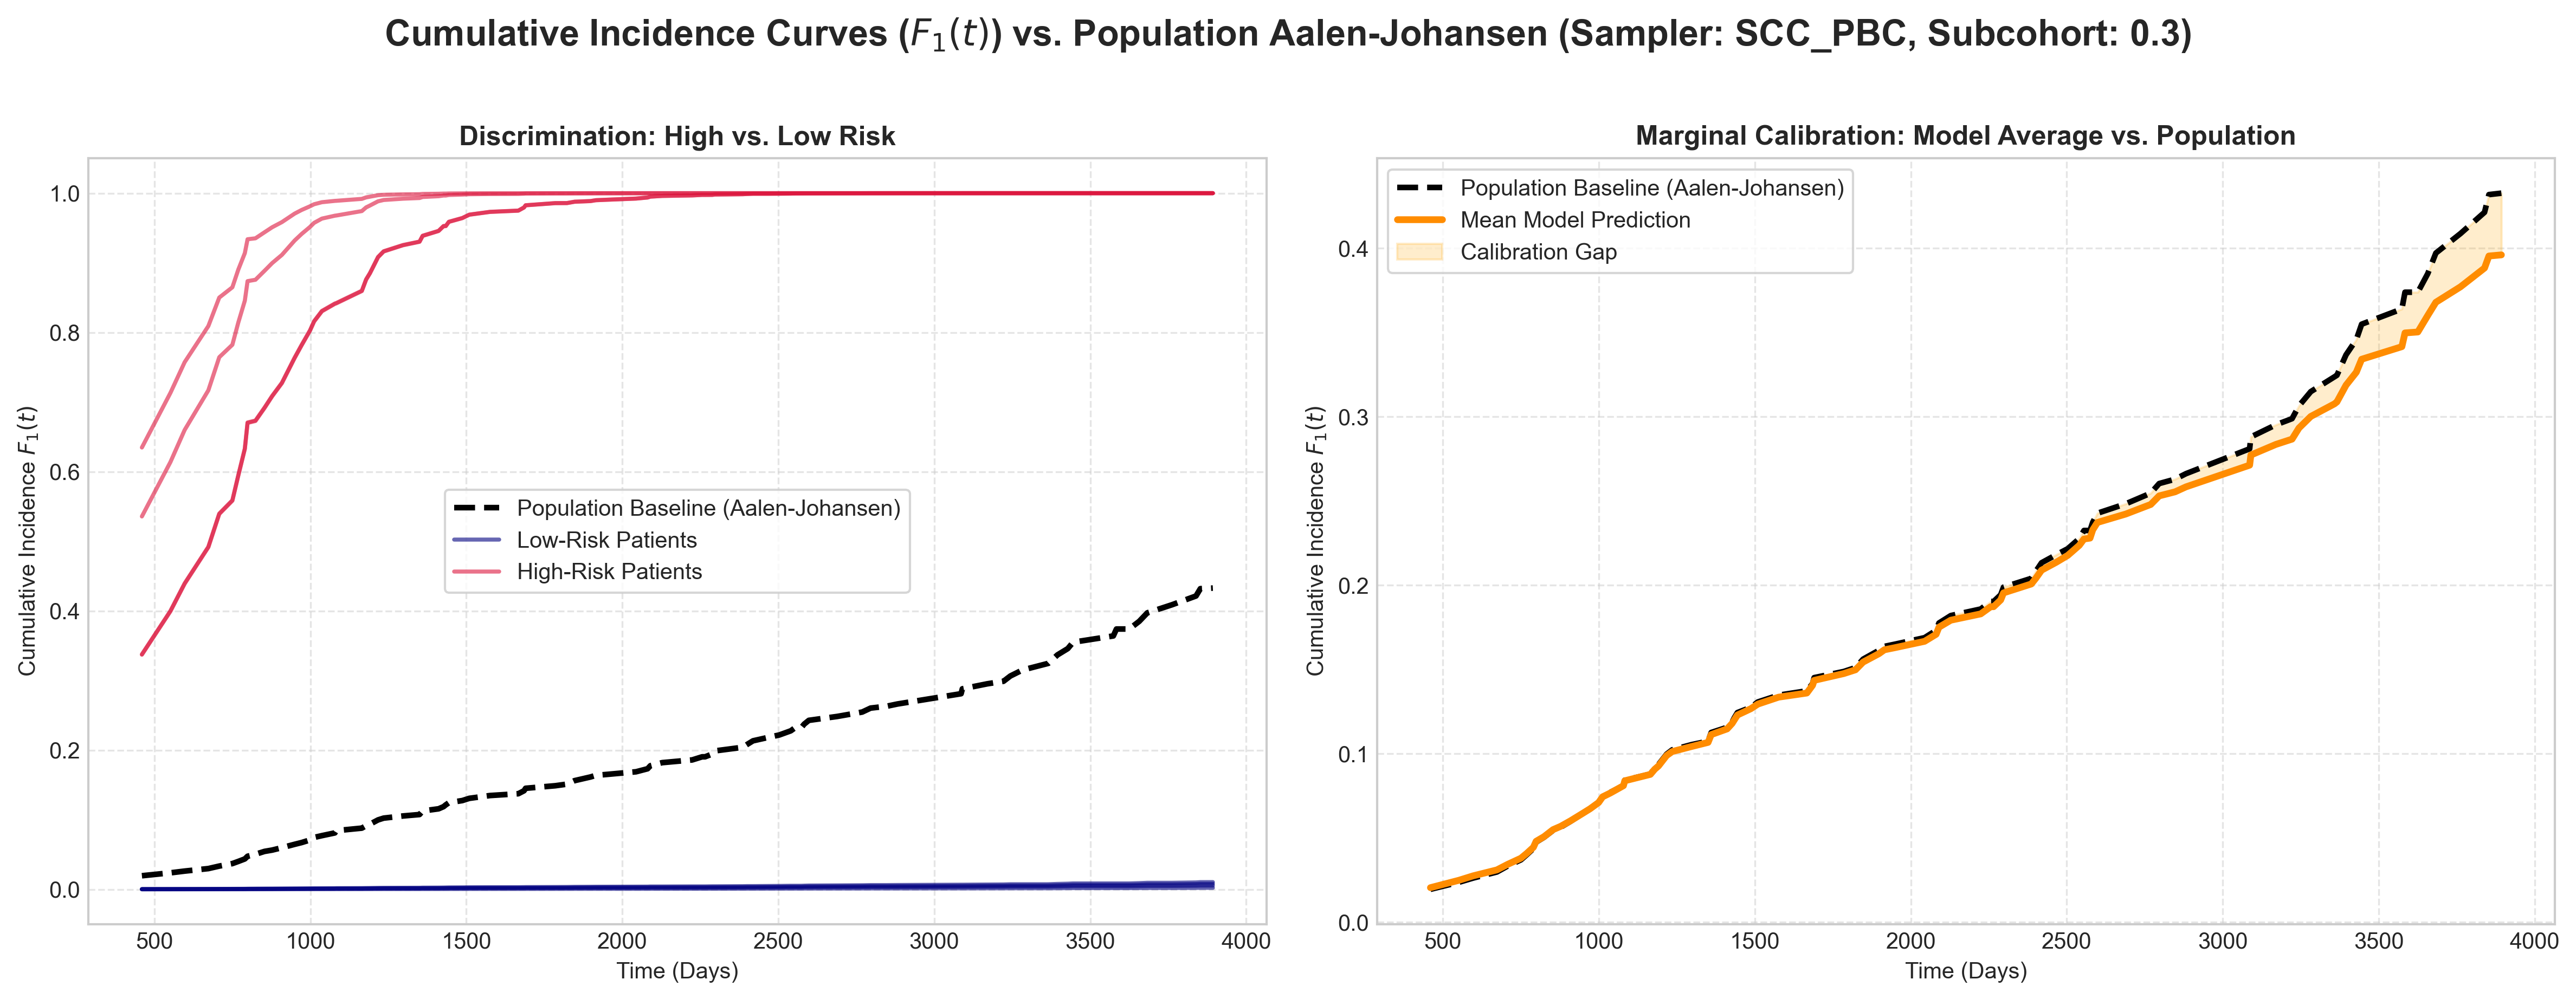 Cumulative Incidence Curves (F₁(t)) vs. Population Aalen-Johansen (Sampler: SCC_PBC, Subcohort: 0.3)
Discrimination: High vs. Low Risk
Cumulative Incidence F₁(t)
1.0
0.8
0.6
0.4
0.2
0.0
Population Baseline (Aalen-Johansen)
Low-Risk Patients
High-Risk Patients
500 1000 1500 2000 2500 3000 3500 4000
Time (Days)
Marginal Calibration: Model Average vs. Population
Cumulative Incidence F₁(t)
0.4
0.3
0.2
0.1
0.0
Population Baseline (Aalen-Johansen)
Mean Model Prediction
Calibration Gap
500 1000 1500 2000 2500 3000 3500 4000
Time (Days)